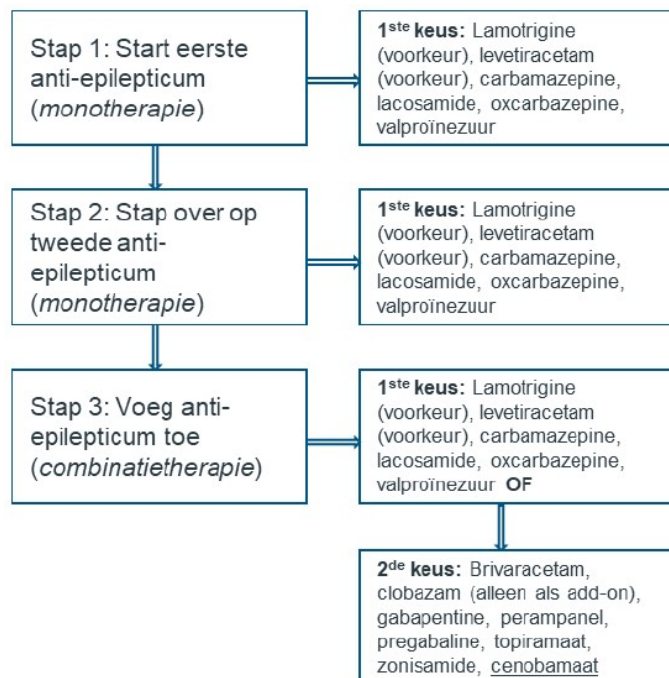 Stap 1: Start eerste
anti-epilepticum
(monotherapie)
1ste keus: Lamotrigine
(voorkeur), levetiracetam
(voorkeur), carbamazepine,
lacosamide, oxcarbazepine,
valproïnezuur
Stap 2: Stap over op
tweede anti-
epilepticum
(monotherapie)
1ste keus: Lamotrigine
(voorkeur), levetiracetam
(voorkeur), carbamazepine,
lacosamide, oxcarbazepine,
valproïnezuur
Stap 3: Voeg anti-
epilepticum toe
(combinatietherapie)
1ste keus: Lamotrigine
(voorkeur), levetiracetam
(voorkeur), carbamazepine,
lacosamide, oxcarbazepine,
valproïnezuur OF
2de keus: Brivaracetam,
clobazam (alleen als add-on),
gabapentine, perampanel,
pregabaline, topiramaat,
zonisamide, cenobamaat